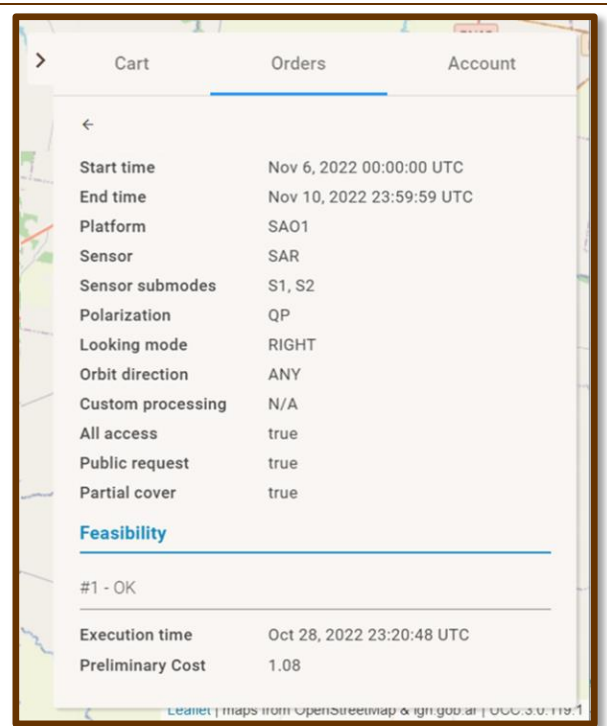 Cart Orders Account
Start time Nov 6, 2022 00:00:00 UTC
End time Nov 10, 2022 23:59:59 UTC
Platform SAO1
Sensor SAR
Sensor submodes S1, S2
Polarization QP
Looking mode RIGHT
Orbit direction ANY
Custom processing N/A
All access true
Public request true
Partial cover true
Feasibility
#1 - OK
Execution time Oct 28, 2022 23:20:48 UTC
Preliminary Cost 1.08
Leaflet | maps from OpenStreetMap & ign.gob.ar | UCC:3.0.119.1